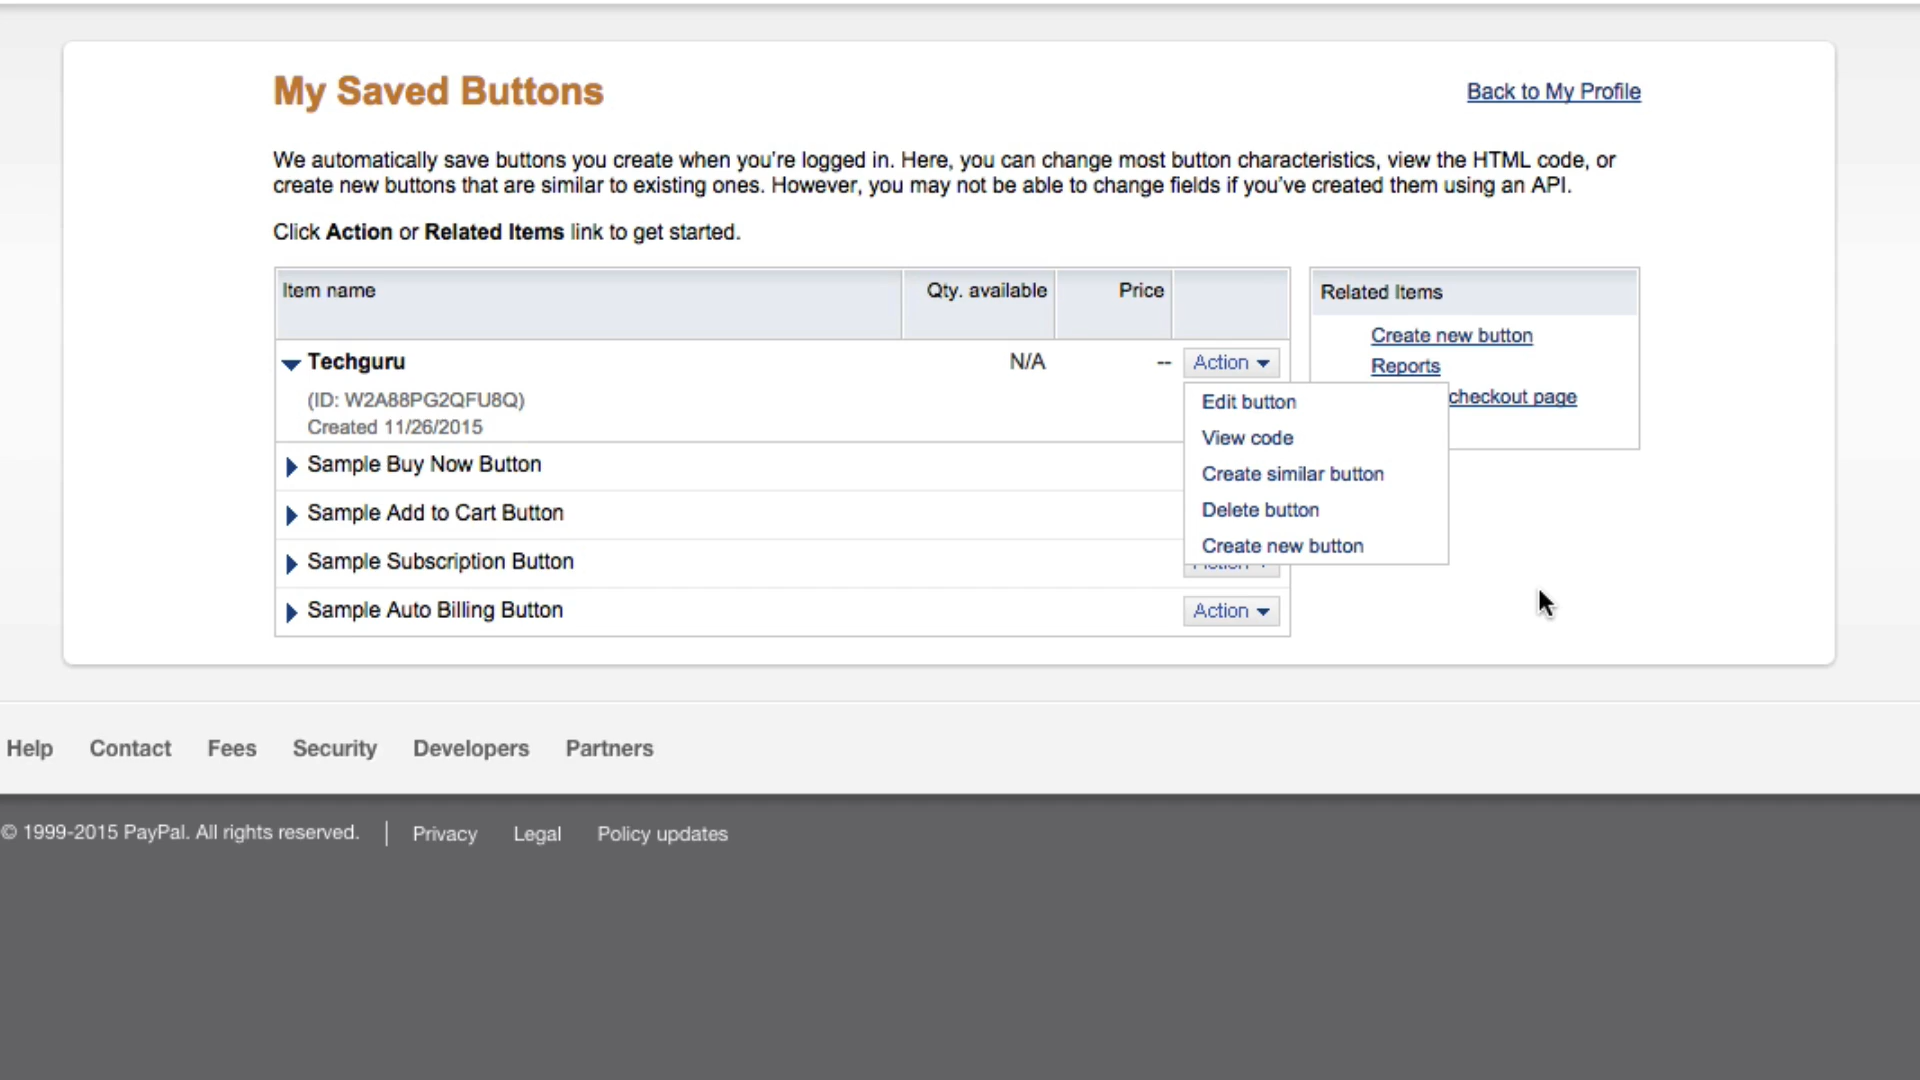 My Saved Buttons
Back to My Profile
We automatically save buttons you create when you're logged in. Here, you can change most button characteristics, view the HTML code, or
create new buttons that are similar to existing ones. However, you may not be able to change fields if you've created them using an API.
Click Action or Related Items link to get started.
Item name Qty. available Price
Techguru N/A -- Action
(ID: W2A88PG2QFU8Q)
Created 11/26/2015
Sample Buy Now Button
Sample Add to Cart Button
Sample Subscription Button
Sample Auto Billing Button Action
Edit button
View code
Create similar button
Delete button
Create new button
Related Items
Create new button
Reports
checkout page
Help Contact Fees Security Developers Partners
© 1999-2015 PayPal. All rights reserved. | Privacy Legal Policy updates